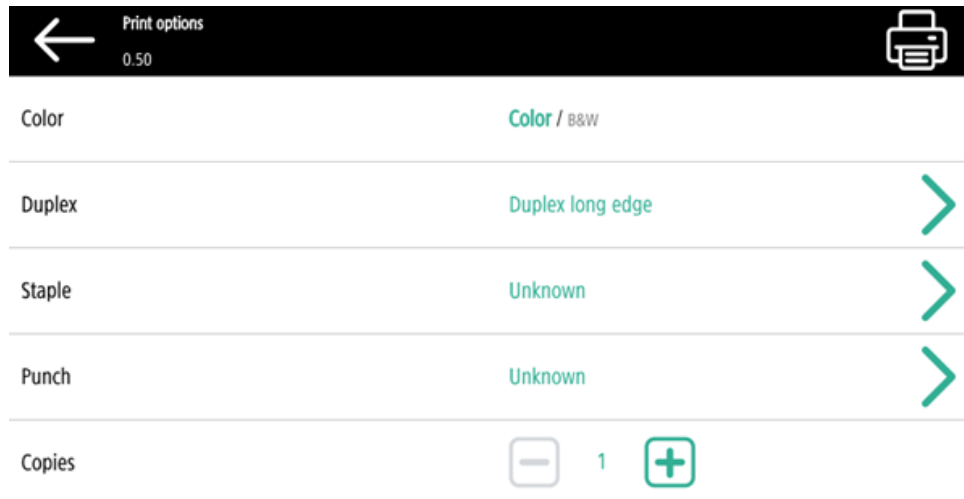 Print options
0.50
Color Color / B&W
Duplex Duplex long edge
Staple Unknown
Punch Unknown
Copies 1